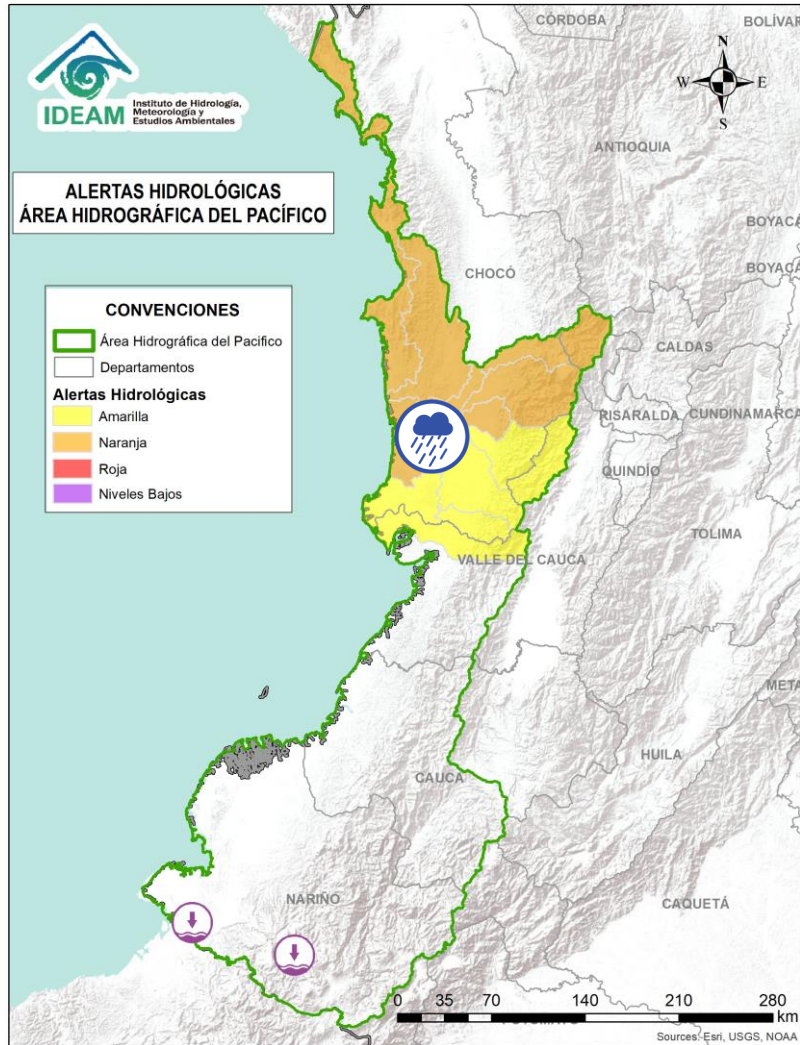 CÓRDOBA
BOLÍVAR
IDEAM
Instituto de Hidrología,
Meteorología y
Estudios Ambientales
N
W
E
S
ANTIOQUIA
ALERTAS HIDROLÓGICAS
ÁREA HIDROGRÁFICA DEL PACÍFICO
BOYACÁ
BOYACÁ
CHOCÓ
CONVENCIONES
Área Hidrográfica del Pacifico
Departamentos
Alertas Hidrológicas
Amarilla
Naranja
Roja
Niveles Bajos
CALDAS
RISARALDA
CUNDINAMARCA
QUINDÍO
TOLIMA
VALLE DEL CAUCA
META
HUILA
CAUCA
NARIÑO
CAQUETÁ
0 35 70 140 210 280
km
Sources: Esri, USGS, NOAA